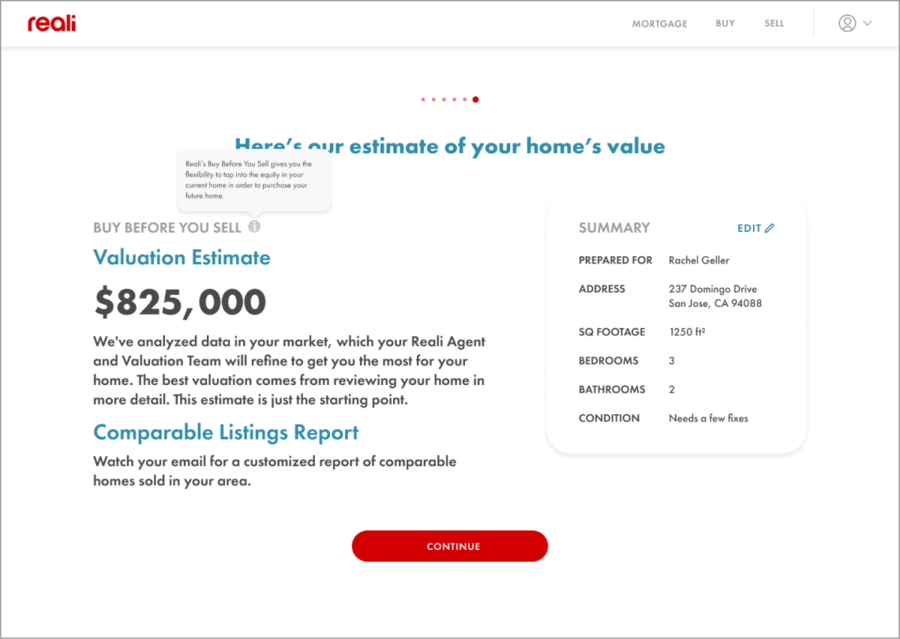 reali
MORTGAGE BUY SELL
Here's our estimate of your home's value
Reali's Buy Before You Sell gives you the
flexibility to tap into the equity in your
current home in order to purchase your
future home.
BUY BEFORE YOU SELL
Valuation Estimate
$825,000
We've analyzed data in your market, which your Reali Agent
and Valuation Team will refine to get you the most for your
home. The best valuation comes from reviewing your home in
more detail. This estimate is just the starting point.
Comparable Listings Report
Watch your email for a customized report of comparable
homes sold in your area.
SUMMARY EDIT
PREPARED FOR Rachel Geller
ADDRESS 237 Domingo Drive
San Jose, CA 94088
SQ FOOTAGE 1250 ft²
BEDROOMS 3
BATHROOMS 2
CONDITION Needs a few fixes
CONTINUE